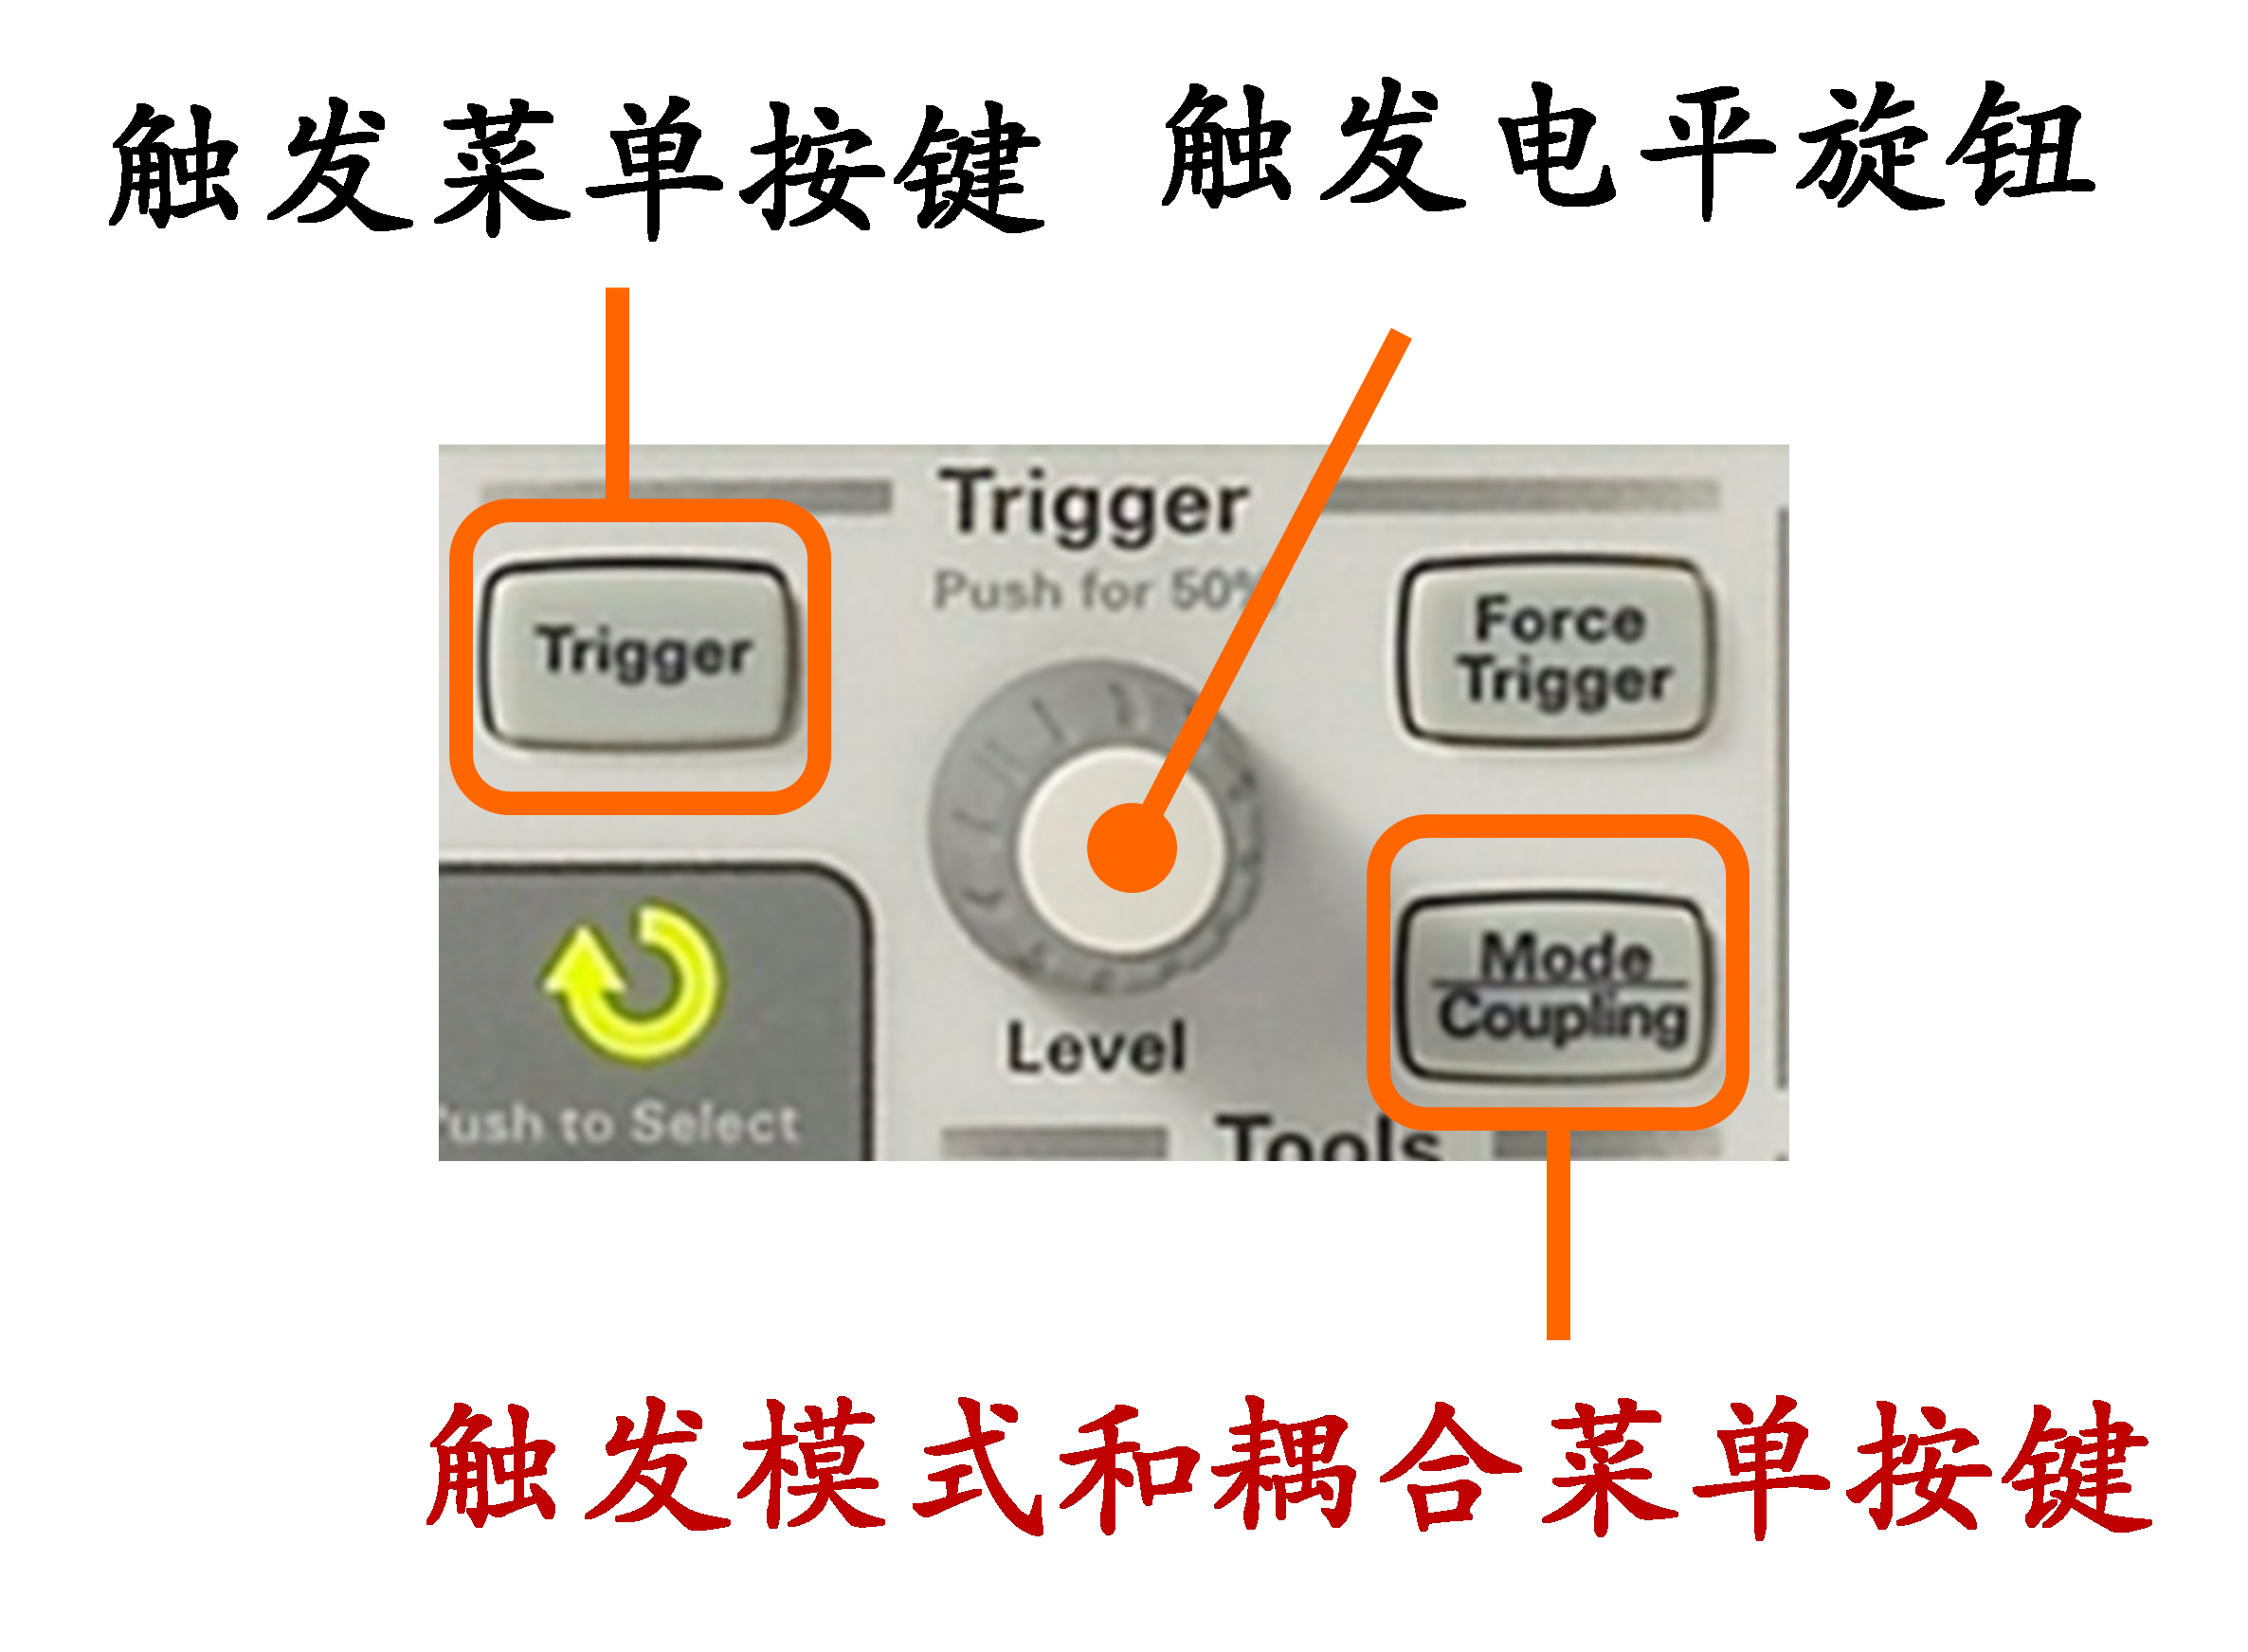 触发菜单按键
触发电平旋钮
Trigger
Push for 50%
Trigger
Force
Trigger
Mode
Coupling
Level
Push to Select
Tools
触发模式和耦合菜单按键